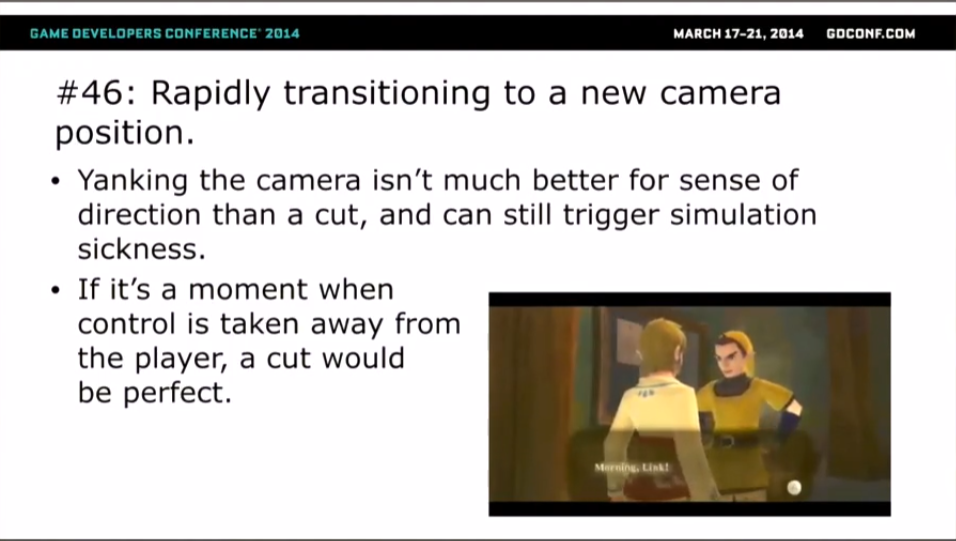 GAME DEVELOPERS CONFERENCE® 2014
MARCH 17–21, 2014 GDCONF.COM
#46: Rapidly transitioning to a new camera
position.
• Yanking the camera isn’t much better for sense of
direction than a cut, and can still trigger simulation
sickness.
• If it’s a moment when
control is taken away from
the player, a cut would
be perfect.
Morning, Link!